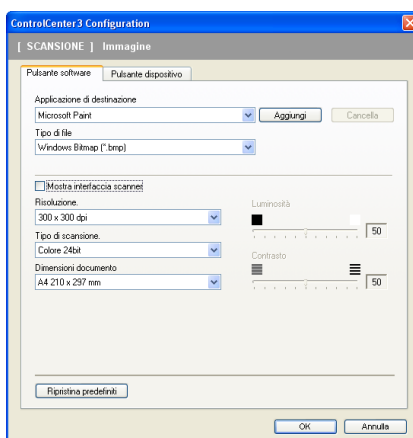 ControlCenter3 Configuration
[ SCANSIONE ] Immagine
Pulsante software Pulsante dispositivo
Applicazione di destinazione
Microsoft Paint Aggiungi Cancella
Tipo di file
Windows Bitmap (*.bmp)
Mostra interfaccia scanner
Risoluzione. Luminosità
300 x 300 dpi 50
Tipo di scansione.
Colore 24bit Contrasto
Dimensioni documento
A4 210 x 297 mm 50
Ripristina predefiniti
OK Annulla